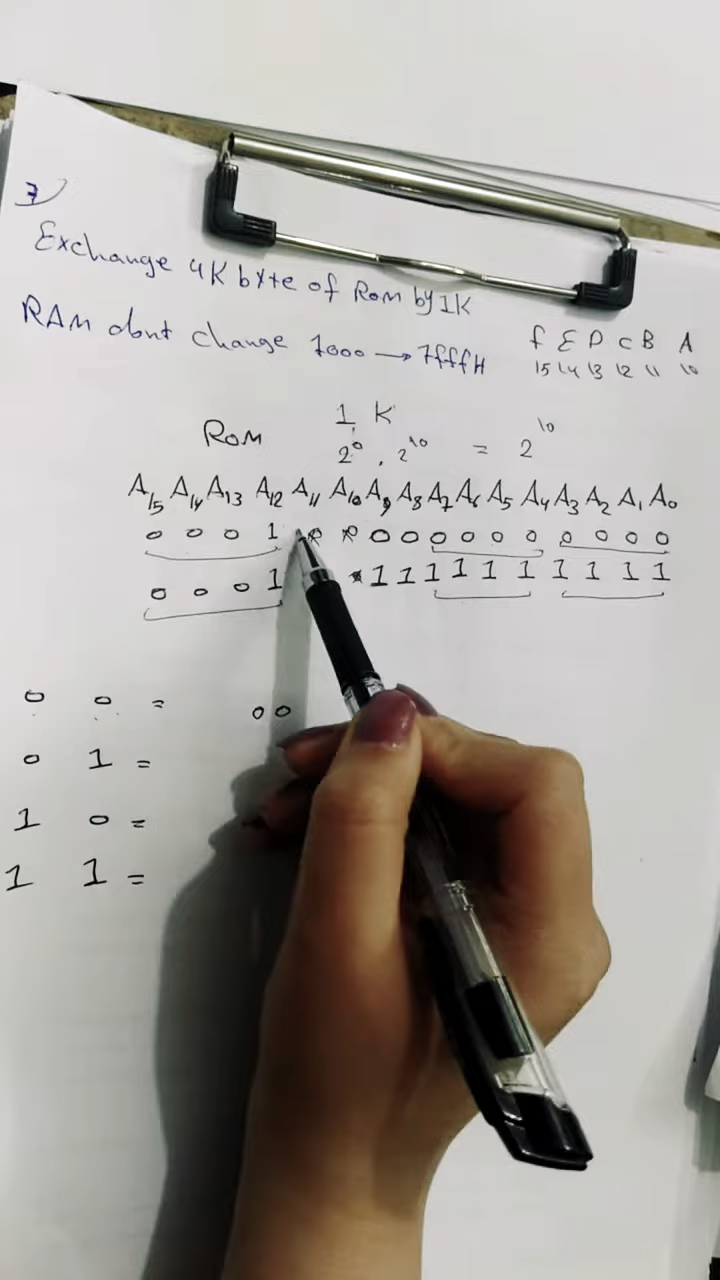 7
Exchange 4K byte of Rom by 1K
RAM dont change 1000 → 7fffH
f E D C B A
15 14 13 12 11 10
Rom
1 K
2⁰ . 2¹⁰ = 2¹⁰
A₁₅ A₁₄ A₁₃ A₁₂ A₁₁ A₁₀ A₉ A₈ A₇ A₆ A₅ A₄ A₃ A₂ A₁ A₀
0 0 0 1 * * 0 0 0 0 0 0 0 0 0 0
0 0 0 1 * 1 1 1 1 1 1 1 1 1 1
0 0 = 00
0 1 =
1 0 =
1 1 =